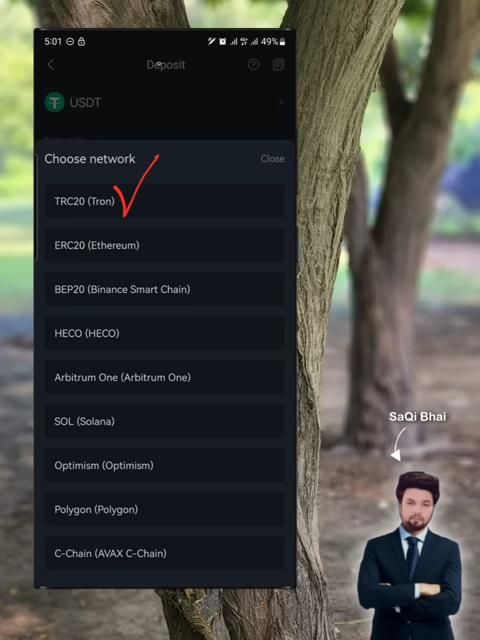 5:01
49%
Deposit
USDT
Choose network
Close
TRC20 (Tron)
ERC20 (Ethereum)
BEP20 (Binance Smart Chain)
HECO (HECO)
Arbitrum One (Arbitrum One)
SOL (Solana)
Optimism (Optimism)
Polygon (Polygon)
C-Chain (AVAX C-Chain)
SaQi Bhai